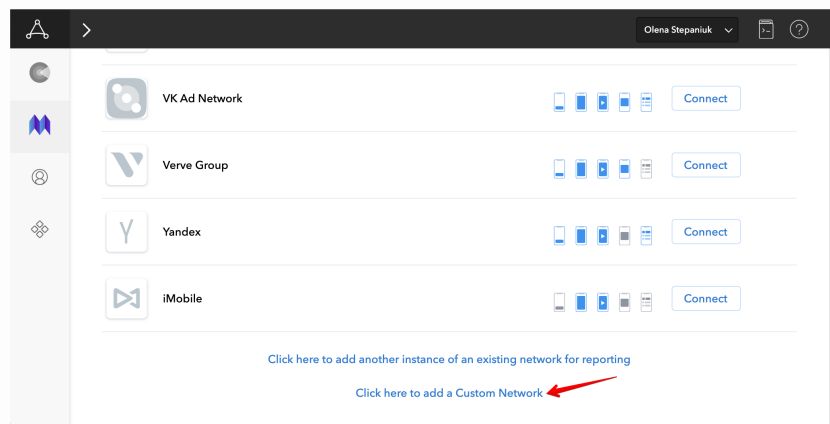 Olena Stepaniuk
VK Ad Network
Connect
Verve Group
Connect
Yandex
Connect
iMobile
Connect
Click here to add another instance of an existing network for reporting
Click here to add a Custom Network